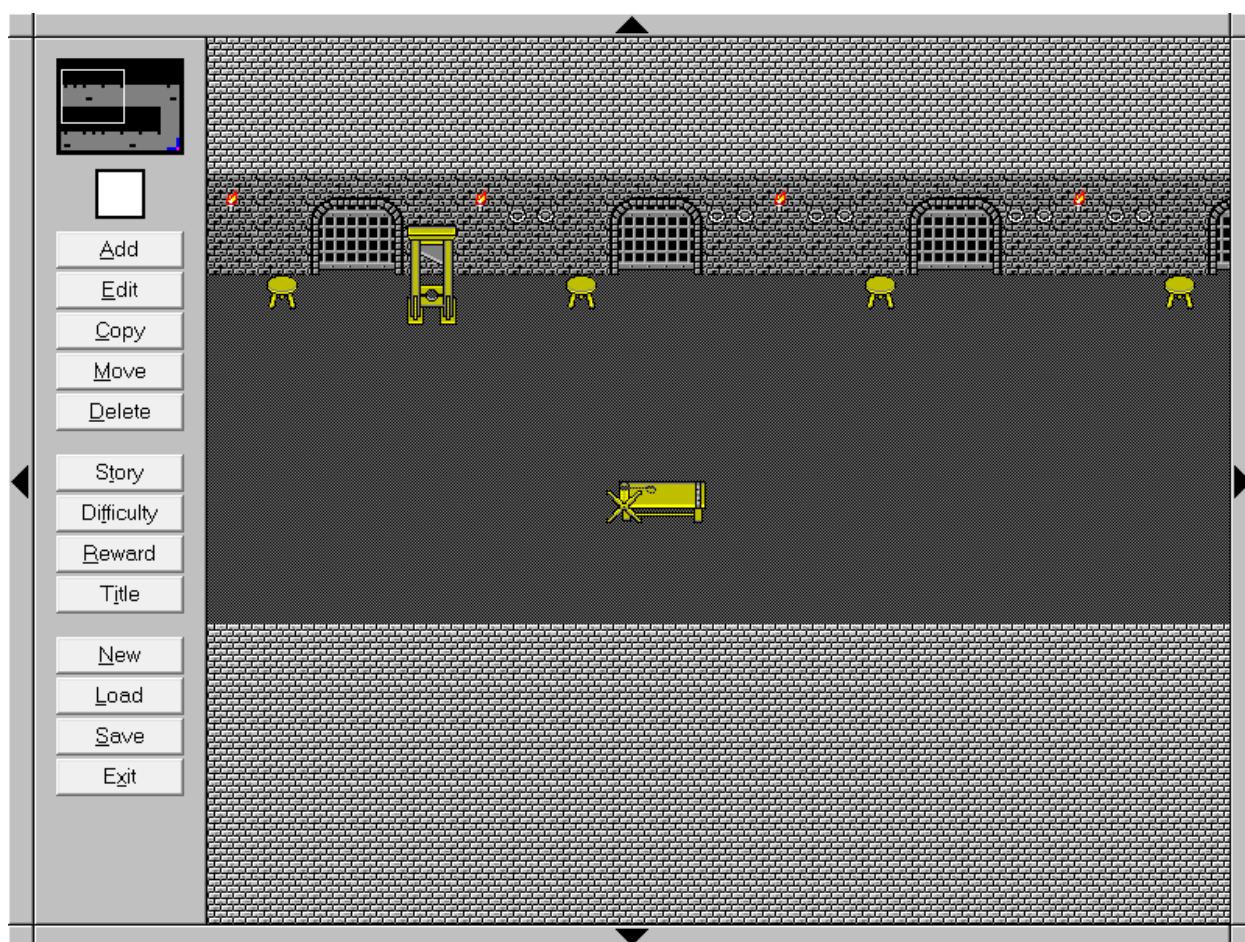 Add
Edit
Copy
Move
Delete
Story
Difficulty
Reward
Title
New
Load
Save
Exit